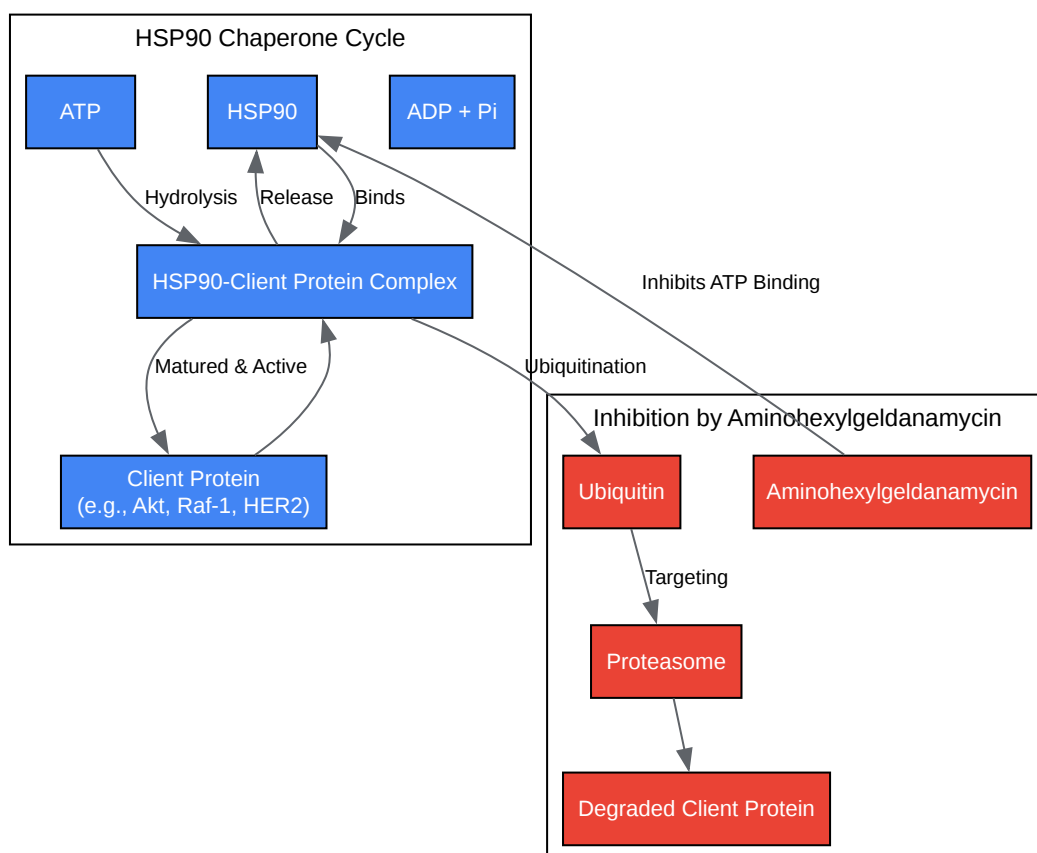 HSP90 Chaperone Cycle
ATP
HSP90
ADP + Pi
Hydrolysis
Release
Binds
HSP90-Client Protein Complex
Inhibits ATP Binding
Matured & Active
Ubiquitination
Inhibition by Aminohexylgeldanamycin
Client Protein
(e.g., Akt, Raf-1, HER2)
Ubiquitin
Aminohexylgeldanamycin
Targeting
Proteasome
Degraded Client Protein